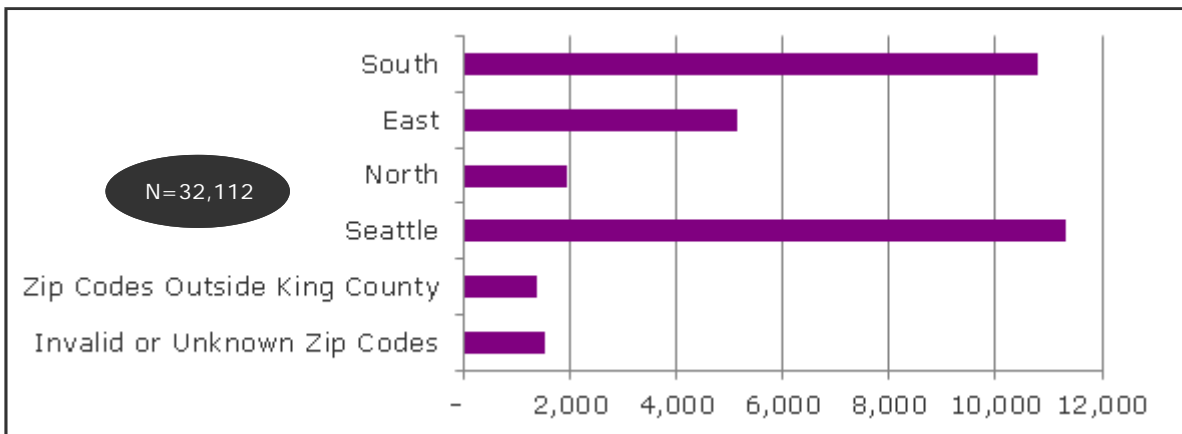 South
East
North
N=32,112
Seattle
Zip Codes Outside King County
Invalid or Unknown Zip Codes
- 2,000 4,000 6,000 8,000 10,000 12,000